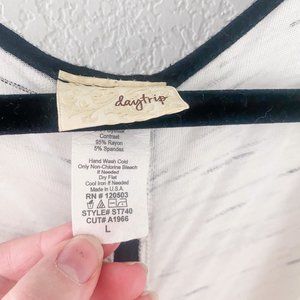 daytrip
Contrast
95% Rayon
5% Spandex
Hand Wash Cold
Only Non-Chlorine Bleach
If Needed
Dry Flat
Cool Iron If Needed
Made In U.S.A
RN # 120503
STYLE# ST740
CUT# A1966
L